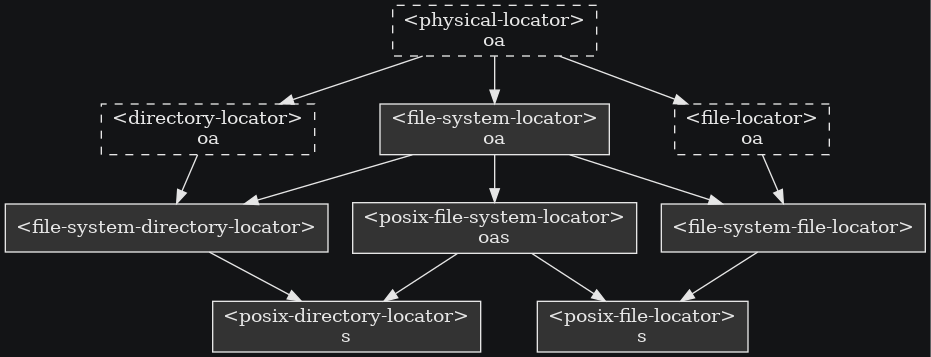 <physical-locator>
oa
<directory-locator>
oa
<file-system-locator>
oa
<file-locator>
oa
<file-system-directory-locator>
<posix-file-system-locator>
oas
<file-system-file-locator>
<posix-directory-locator>
s
<posix-file-locator>
s